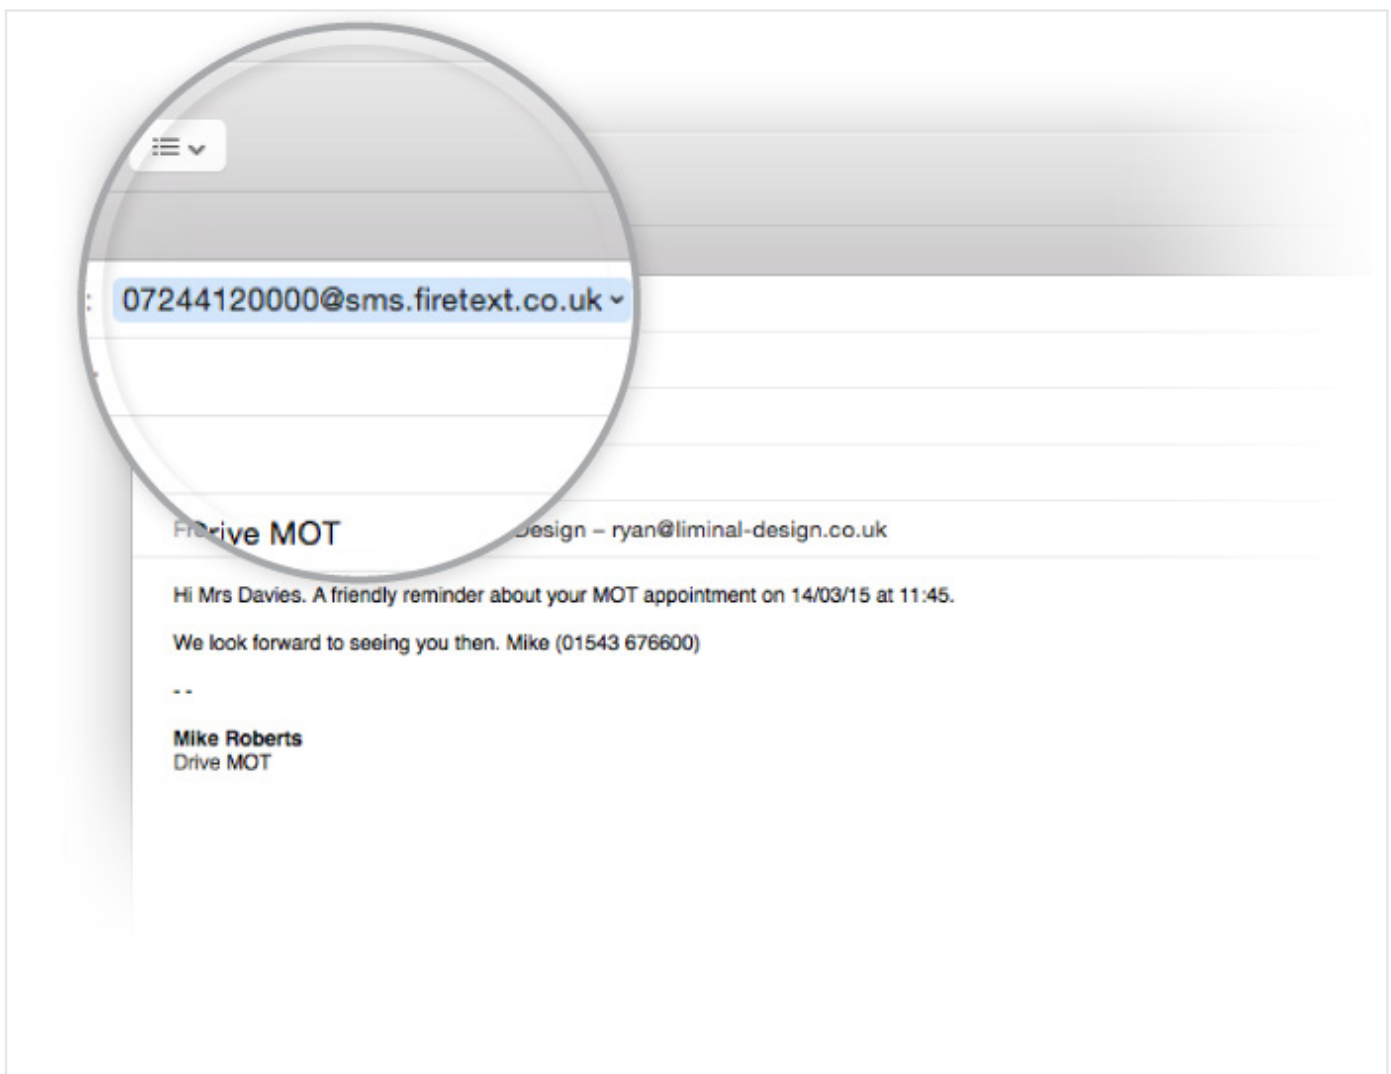 07244120000@sms.firetext.co.uk
Drive MOT
Design – ryan@liminal-design.co.uk
Hi Mrs Davies. A friendly reminder about your MOT appointment on 14/03/15 at 11:45.
We look forward to seeing you then. Mike (01543 676600)
- -
Mike Roberts
Drive MOT